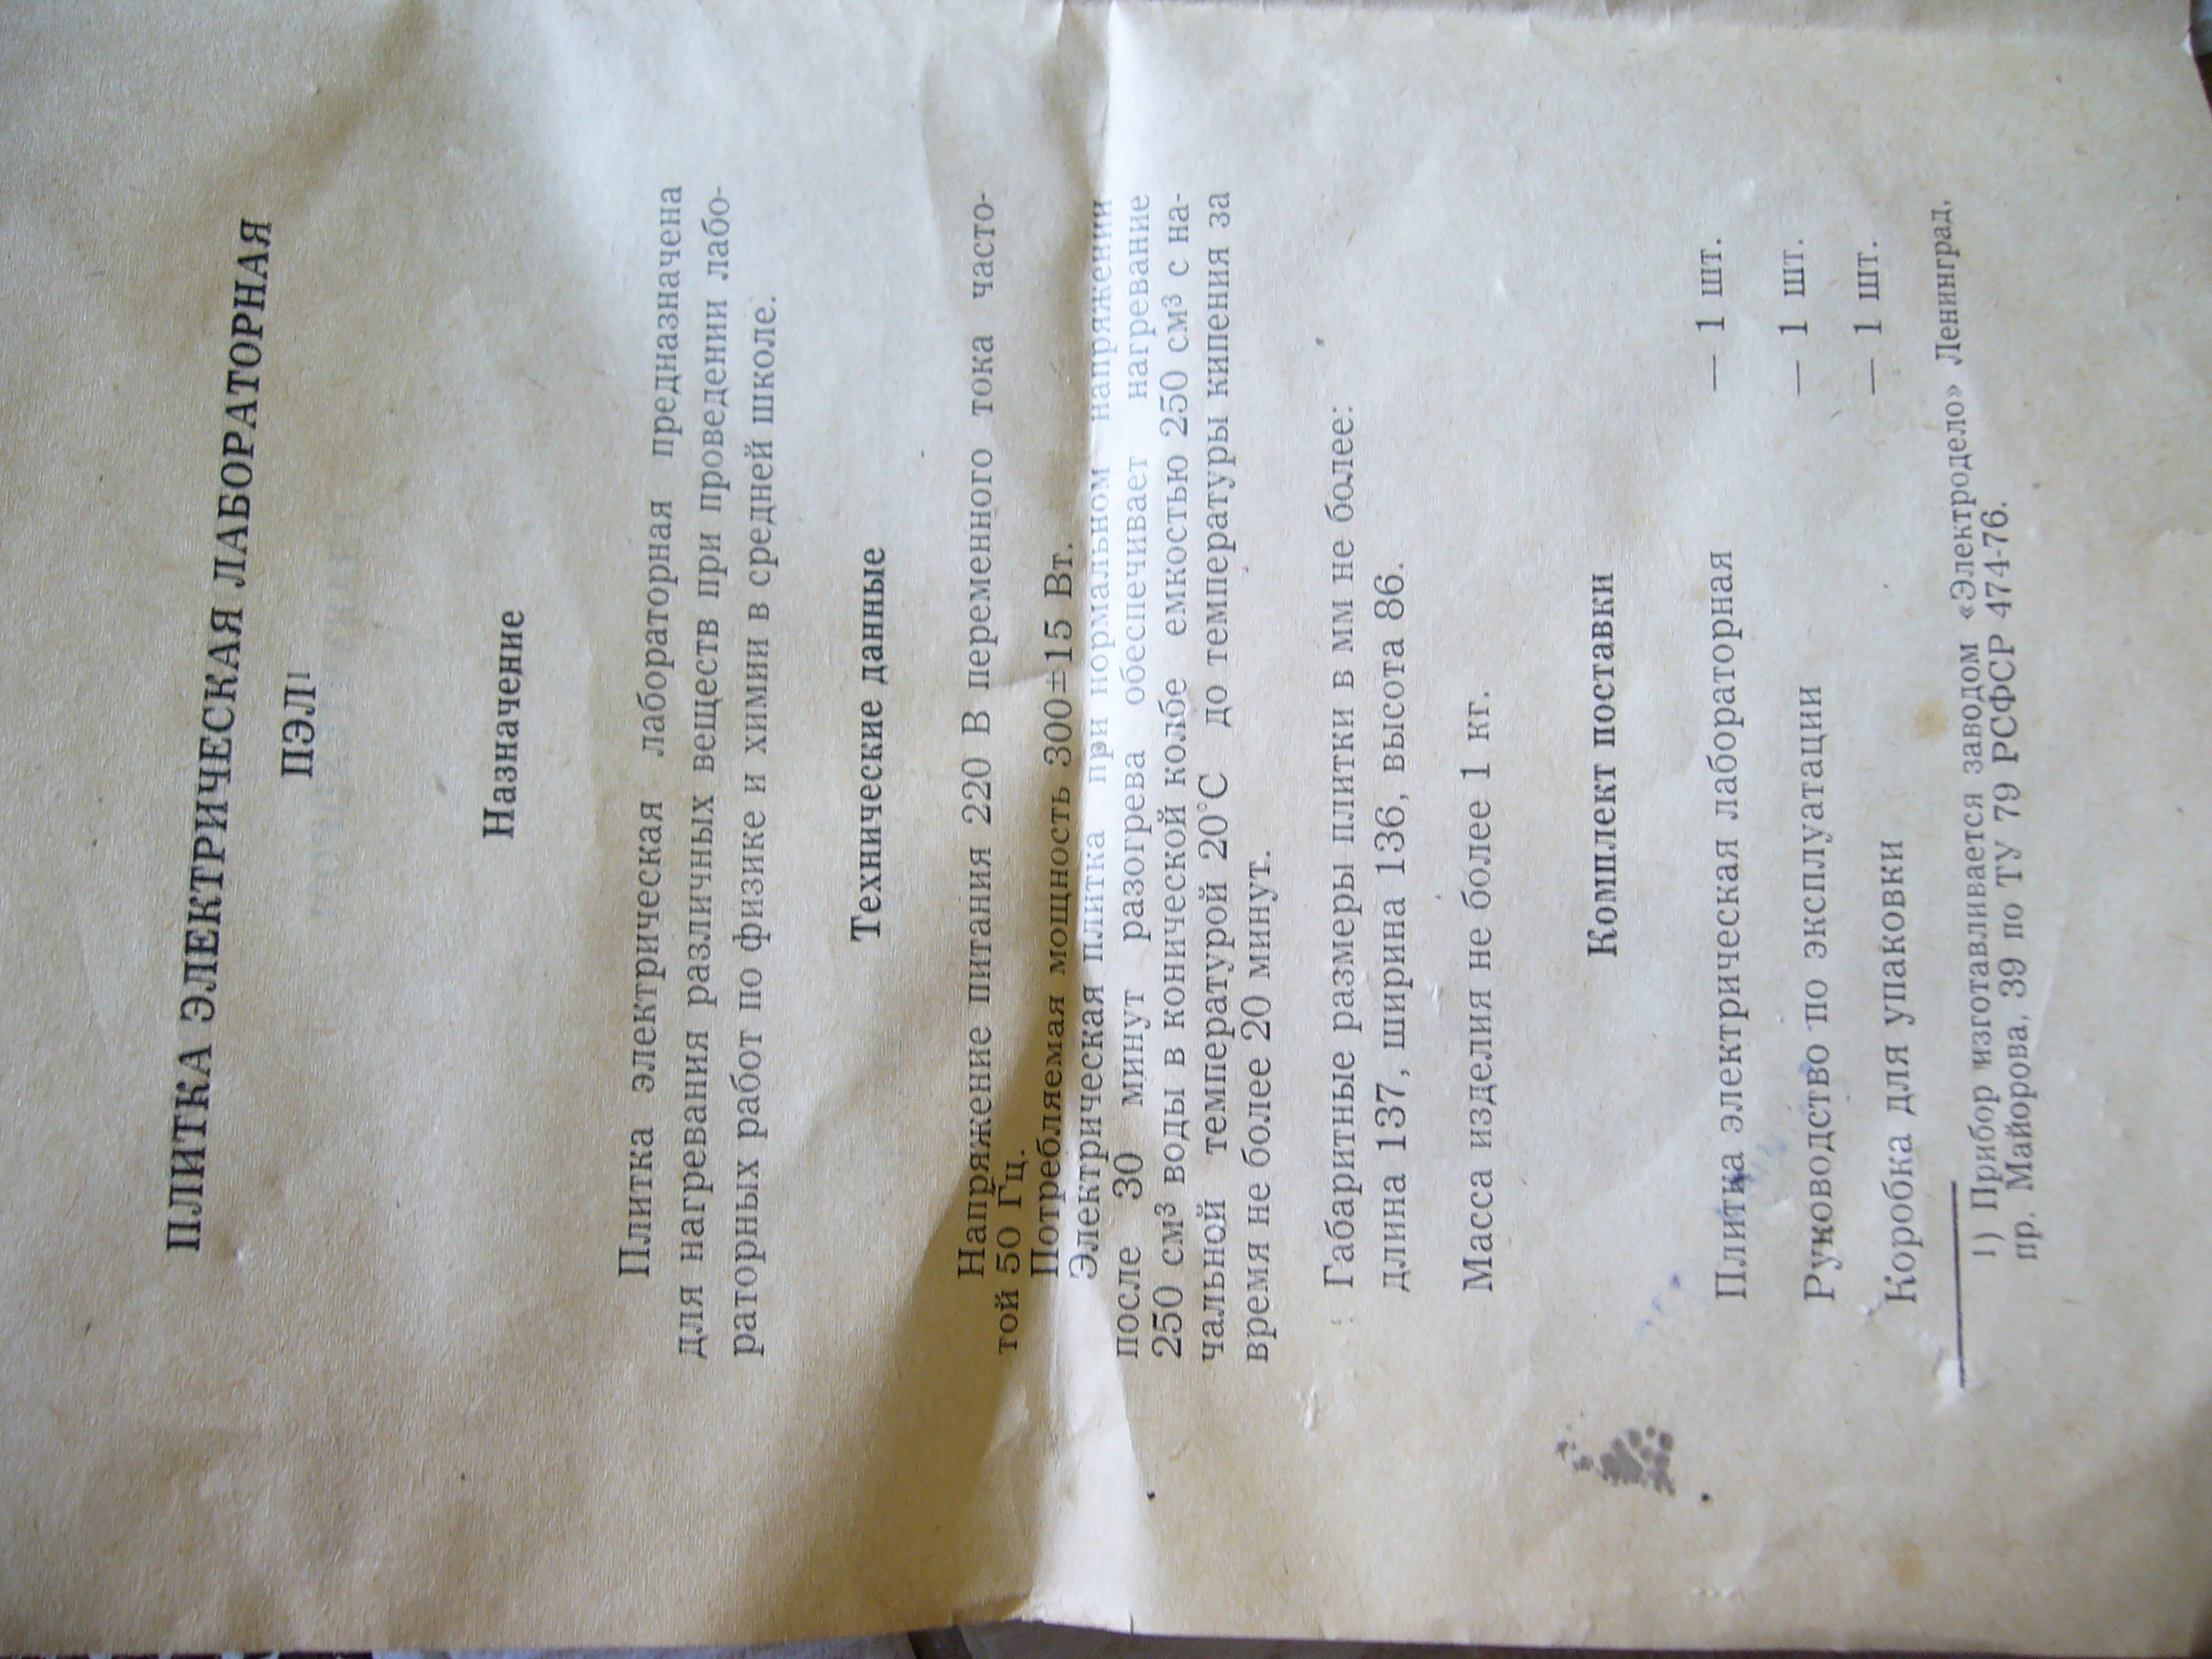 ПЛИТКА ЭЛЕКТРИЧЕСКАЯ ЛАБОРАТОРНАЯ
ПЭЛ¹
Назначение
Плитка электрическая лабораторная предназначена
для нагревания различных веществ при проведении лабо-
раторных работ по физике и химии в средней школе.
Технические данные
Напряжение питания 220 В переменного тока часто-
той 50 Гц.
Потребляемая мощность 300±15 Вт.
Электрическая плитка при нормальном напряжении
после 30 минут разогрева обеспечивает нагревание
250 см³ воды в конической колбе емкостью 250 см³ с на-
чальной температурой 20°С до температуры кипения за
время не более 20 минут.
Габаритные размеры плитки в мм не более:
длина 137, ширина 136, высота 86.
Масса изделия не более 1 кг.
Комплект поставки
Плитка электрическая лабораторная — 1 шт.
Руководство по эксплуатации — 1 шт.
Коробка для упаковки — 1 шт.
¹) Прибор изготавливается заводом «Электродело» Ленинград,
пр. Майорова, 39 по ТУ 79 РСФСР 474-76.